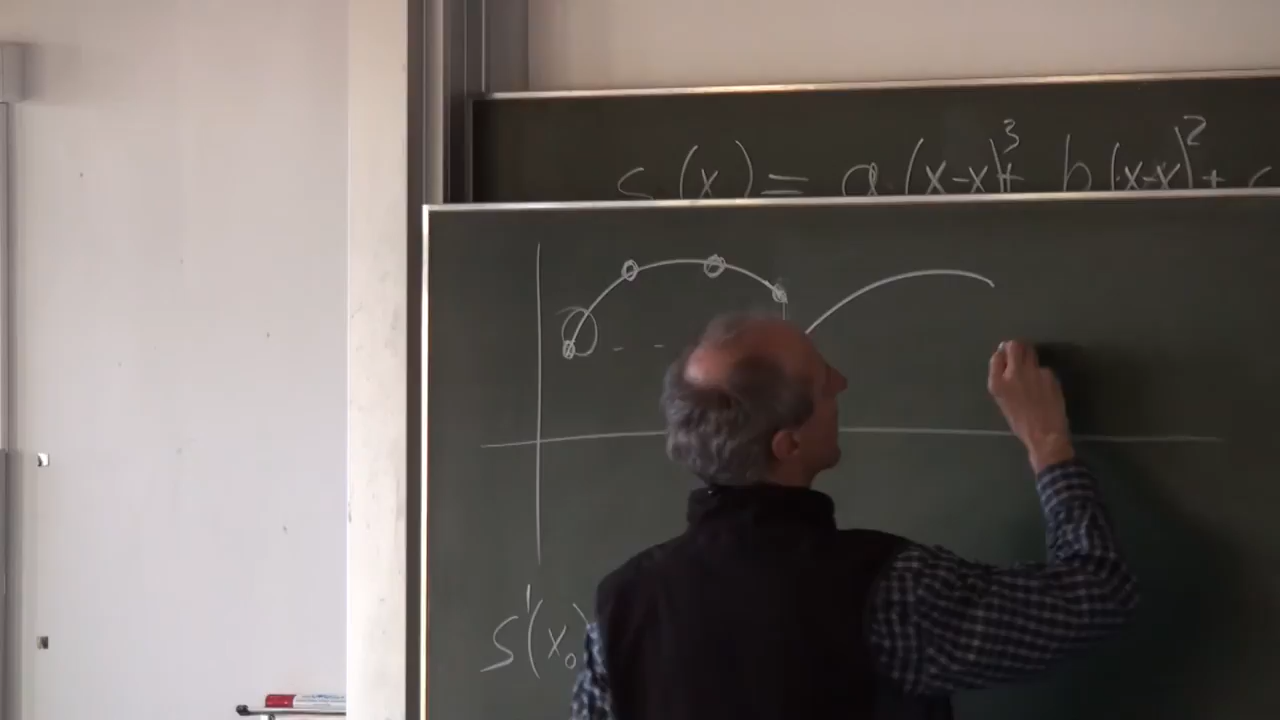 s(x) = a(x-x)³+ b(x-x)²+ c
S'(x₀)